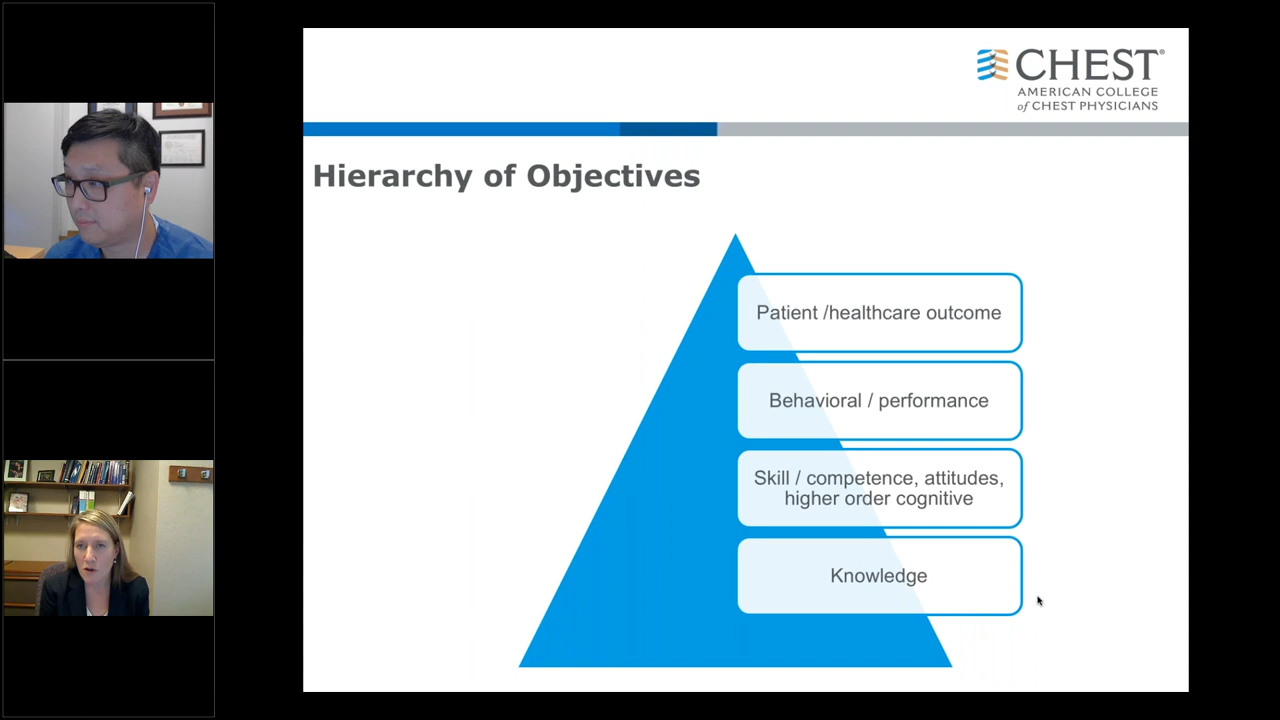 CHEST®
AMERICAN COLLEGE
of CHEST PHYSICIANS
Hierarchy of Objectives
Patient /healthcare outcome
Behavioral / performance
Skill / competence, attitudes,
higher order cognitive
Knowledge